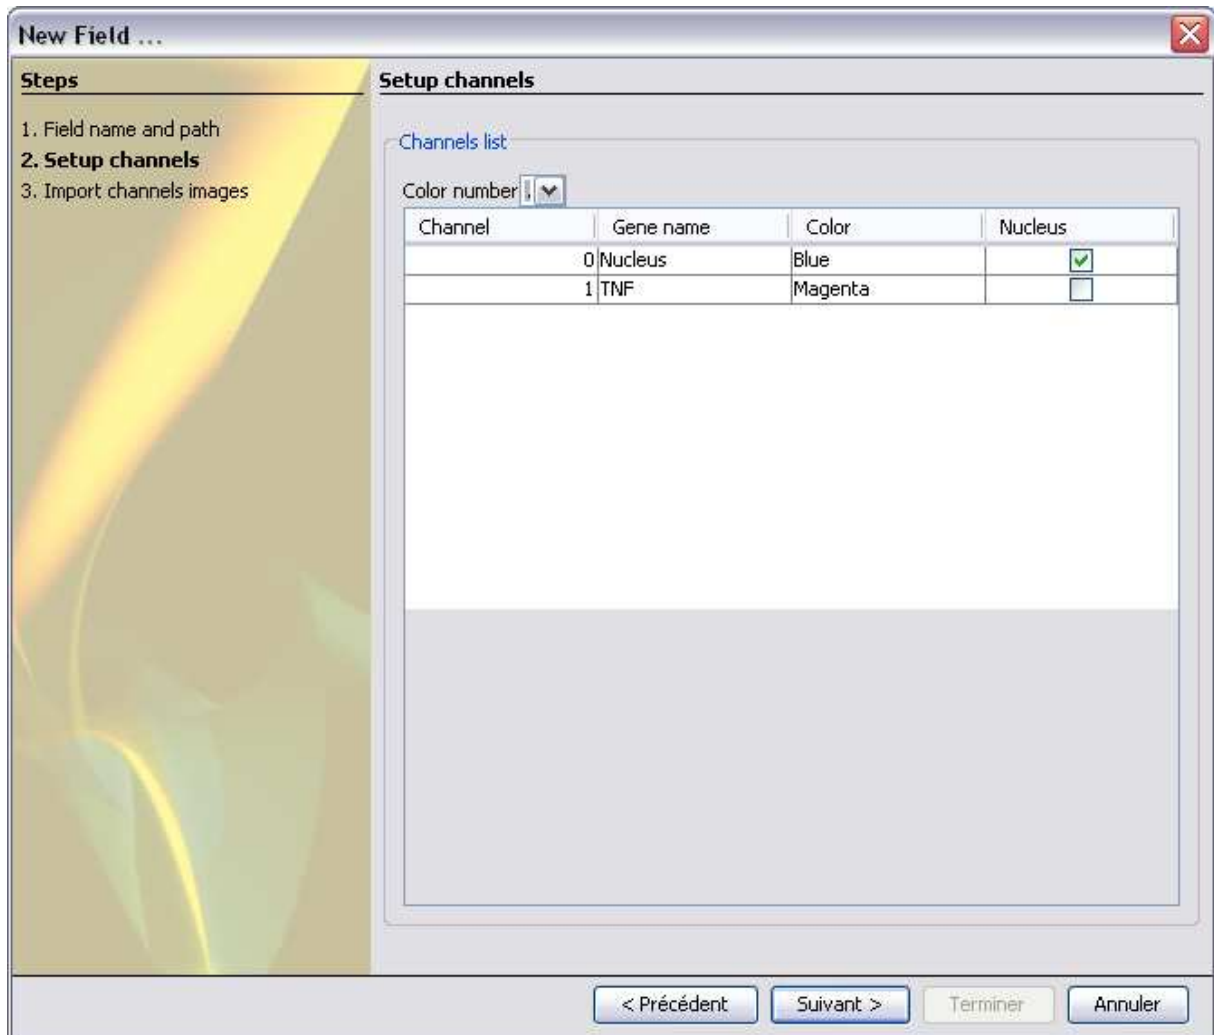 New Field ...
Steps
1. Field name and path
2. Setup channels
3. Import channels images
Setup channels
Channels list
Color number
Channel Gene name Color Nucleus
0 Nucleus Blue
1 TNF Magenta
< Précédent Suivant > Terminer Annuler